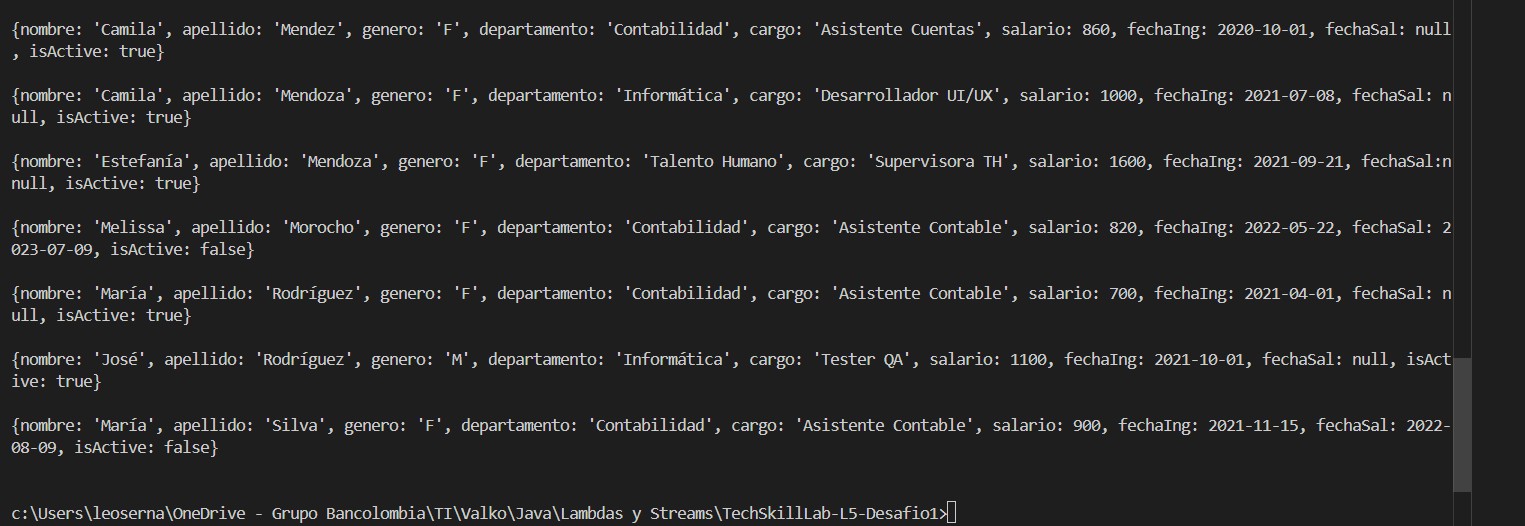 {nombre: 'Camila', apellido: 'Mendez', genero: 'F', departamento: 'Contabilidad', cargo: 'Asistente Cuentas', salario: 860, fechaIng: 2020-10-01, fechaSal: null
, isActive: true}
{nombre: 'Camila', apellido: 'Mendoza', genero: 'F', departamento: 'Informática', cargo: 'Desarrollador UI/UX', salario: 1000, fechaIng: 2021-07-08, fechaSal: n
ull, isActive: true}
{nombre: 'Estefanía', apellido: 'Mendoza', genero: 'F', departamento: 'Talento Humano', cargo: 'Supervisora TH', salario: 1600, fechaIng: 2021-09-21, fechaSal:n
null, isActive: true}
{nombre: 'Melissa', apellido: 'Morocho', genero: 'F', departamento: 'Contabilidad', cargo: 'Asistente Contable', salario: 820, fechaIng: 2022-05-22, fechaSal: 2
023-07-09, isActive: false}
{nombre: 'María', apellido: 'Rodríguez', genero: 'F', departamento: 'Contabilidad', cargo: 'Asistente Contable', salario: 700, fechaIng: 2021-04-01, fechaSal: n
ull, isActive: true}
{nombre: 'José', apellido: 'Rodríguez', genero: 'M', departamento: 'Informática', cargo: 'Tester QA', salario: 1100, fechaIng: 2021-10-01, fechaSal: null, isAct
ive: true}
{nombre: 'María', apellido: 'Silva', genero: 'F', departamento: 'Contabilidad', cargo: 'Asistente Contable', salario: 900, fechaIng: 2021-11-15, fechaSal: 2022-
08-09, isActive: false}
c:\Users\leoserna\OneDrive - Grupo Bancolombia\TI\Valko\Java\Lambdas y Streams\TechSkillLab-L5-Desafio1>